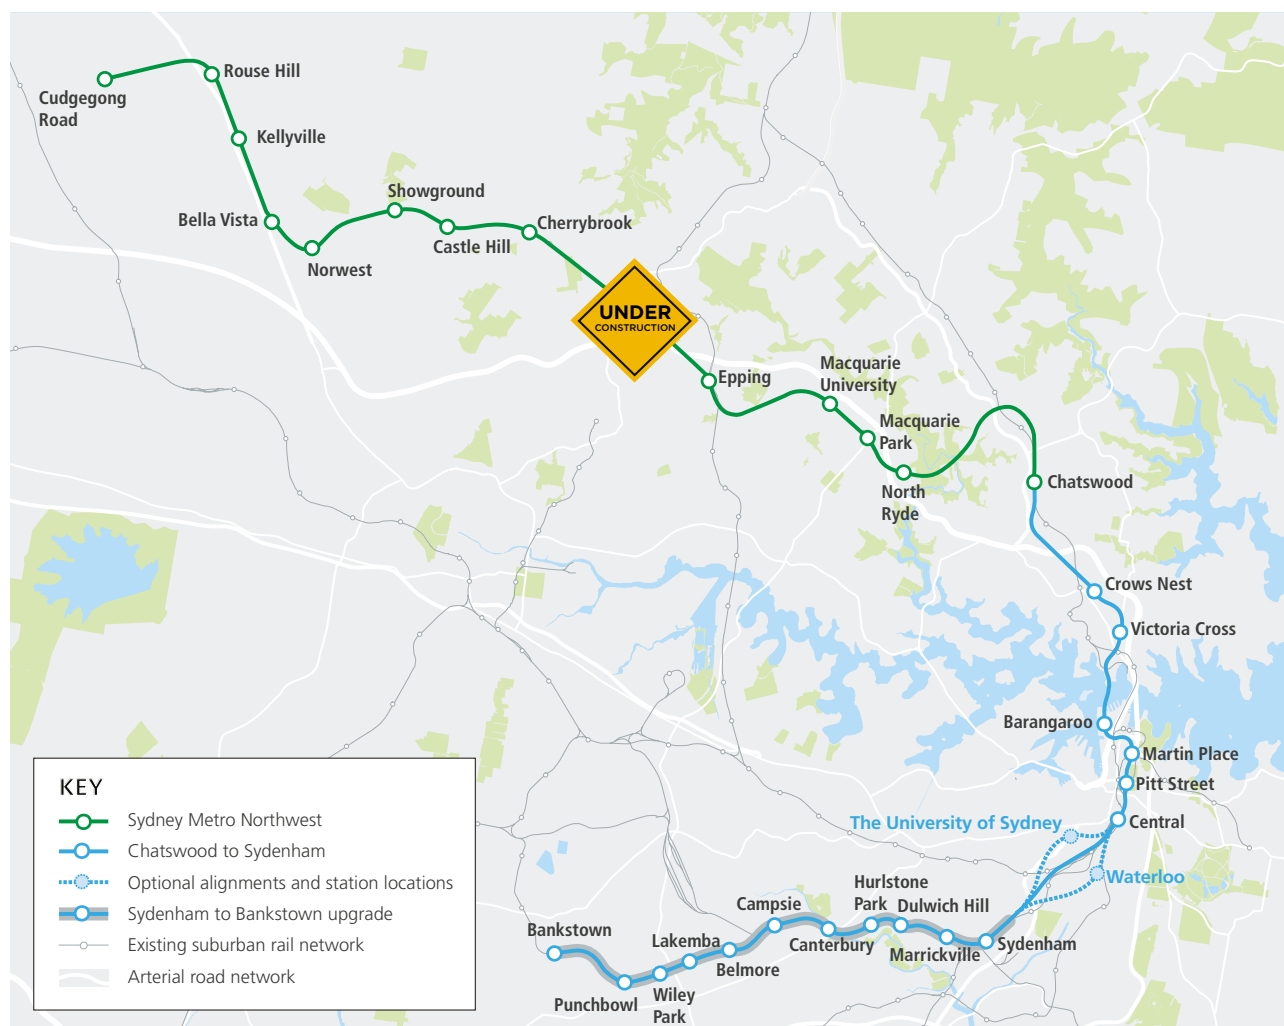 Cudgegong
Road
Rouse Hill
Kellyville
Bella Vista
Norwest
Showground
Castle Hill
Cherrybrook
UNDER
CONSTRUCTION
Epping
Macquarie
University
Macquarie
Park
North
Ryde
Chatswood
Crows Nest
Victoria Cross
Barangaroo
Martin Place
Pitt Street
Central
The University of Sydney
Waterloo
Hurlstone
Park
Dulwich Hill
Campsie
Canterbury
Marrickville
Sydenham
Bankstown
Lakemba
Belmore
Punchbowl
Wiley
Park
KEY
Sydney Metro Northwest
Chatswood to Sydenham
Optional alignments and station locations
Sydenham to Bankstown upgrade
Existing suburban rail network
Arterial road network